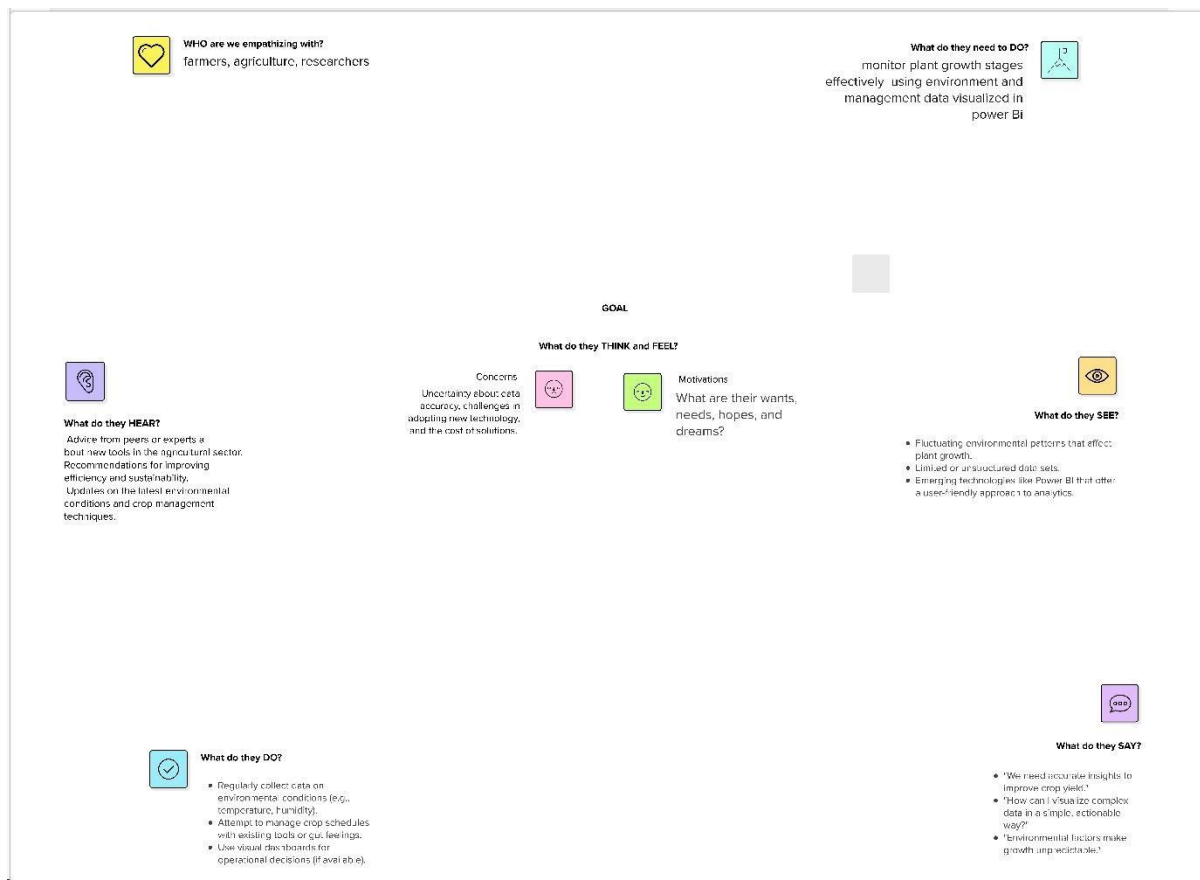 WHO are we empathizing with?
farmers, agriculture, researchers
What do they need to DO?
monitor plant growth stages
effectively using environment and
management data visualized in
power Bi
GOAL
What do they THINK and FEEL?
Concerns
Uncertainty about data
accuracy, challenges in
adopting new technology,
and the cost of solutions.
Motivations
What are their wants,
needs, hopes, and
dreams?
What do they HEAR?
Advice from peers or experts a
bout new tools in the agricultural sector.
Recommendations for improving
efficiency and sustainability.
Updates on the latest environmental
conditions and crop management
techniques.
What do they SEE?
• Fluctuating environmental patterns that affect
plant growth.
• Limited or unstructured data sets.
• Emerging technologies like Power BI that offer
a user-friendly approach to analytics.
What do they DO?
• Regularly collect data on
environmental conditions (e.g.,
temperature, humidity).
• Attempt to manage crop schedules
with existing tools or gut feelings.
• Use visual dashboards for
operational decisions (if available).
What do they SAY?
• "We need accurate insights to
improve crop yield."
• "How can I visualize complex
data in a simple, actionable
way?"
• "Environmental factors make
growth unpredictable."